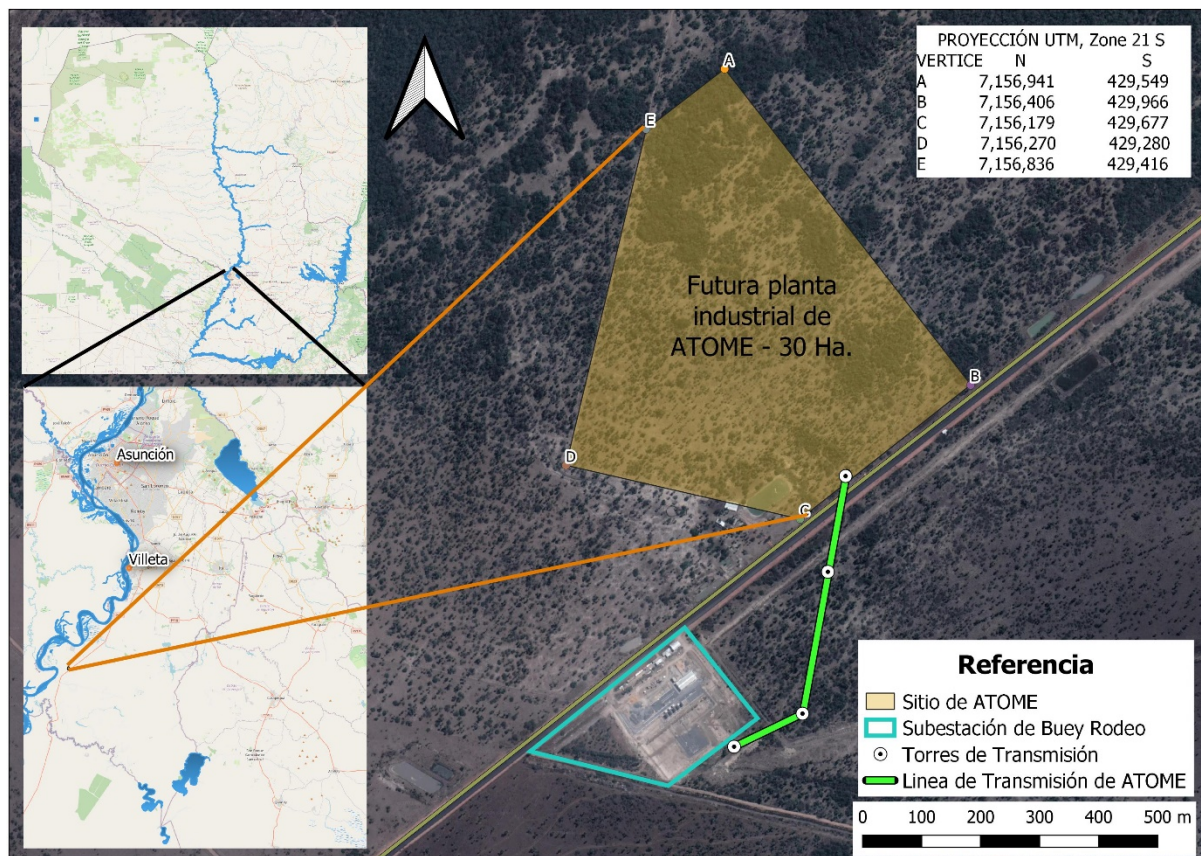 PROYECCIÓN UTM, Zone 21 S
VERTICE N S
A 7,156,941 429,549
B 7,156,406 429,966
C 7,156,179 429,677
D 7,156,270 429,280
E 7,156,836 429,416
A
E
B
D
C
Futura planta
industrial de
ATOME - 30 Ha.
Asunción
Villeta
Referencia
Sitio de ATOME
Subestación de Buey Rodeo
Torres de Transmisión
Linea de Transmisión de ATOME
0 100 200 300 400 500 m